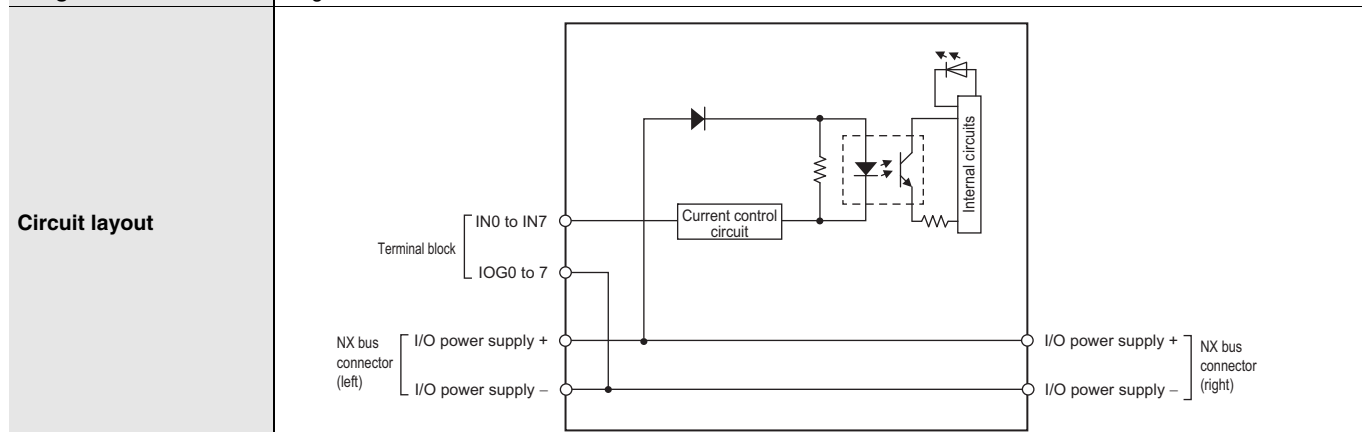 Circuit layout
Terminal block
IN0 to IN7
IOG0 to 7
Current control
circuit
Internal circuits
NX bus
connector
(left)
I/O power supply +
I/O power supply –
I/O power supply +
I/O power supply –
NX bus
connector
(right)